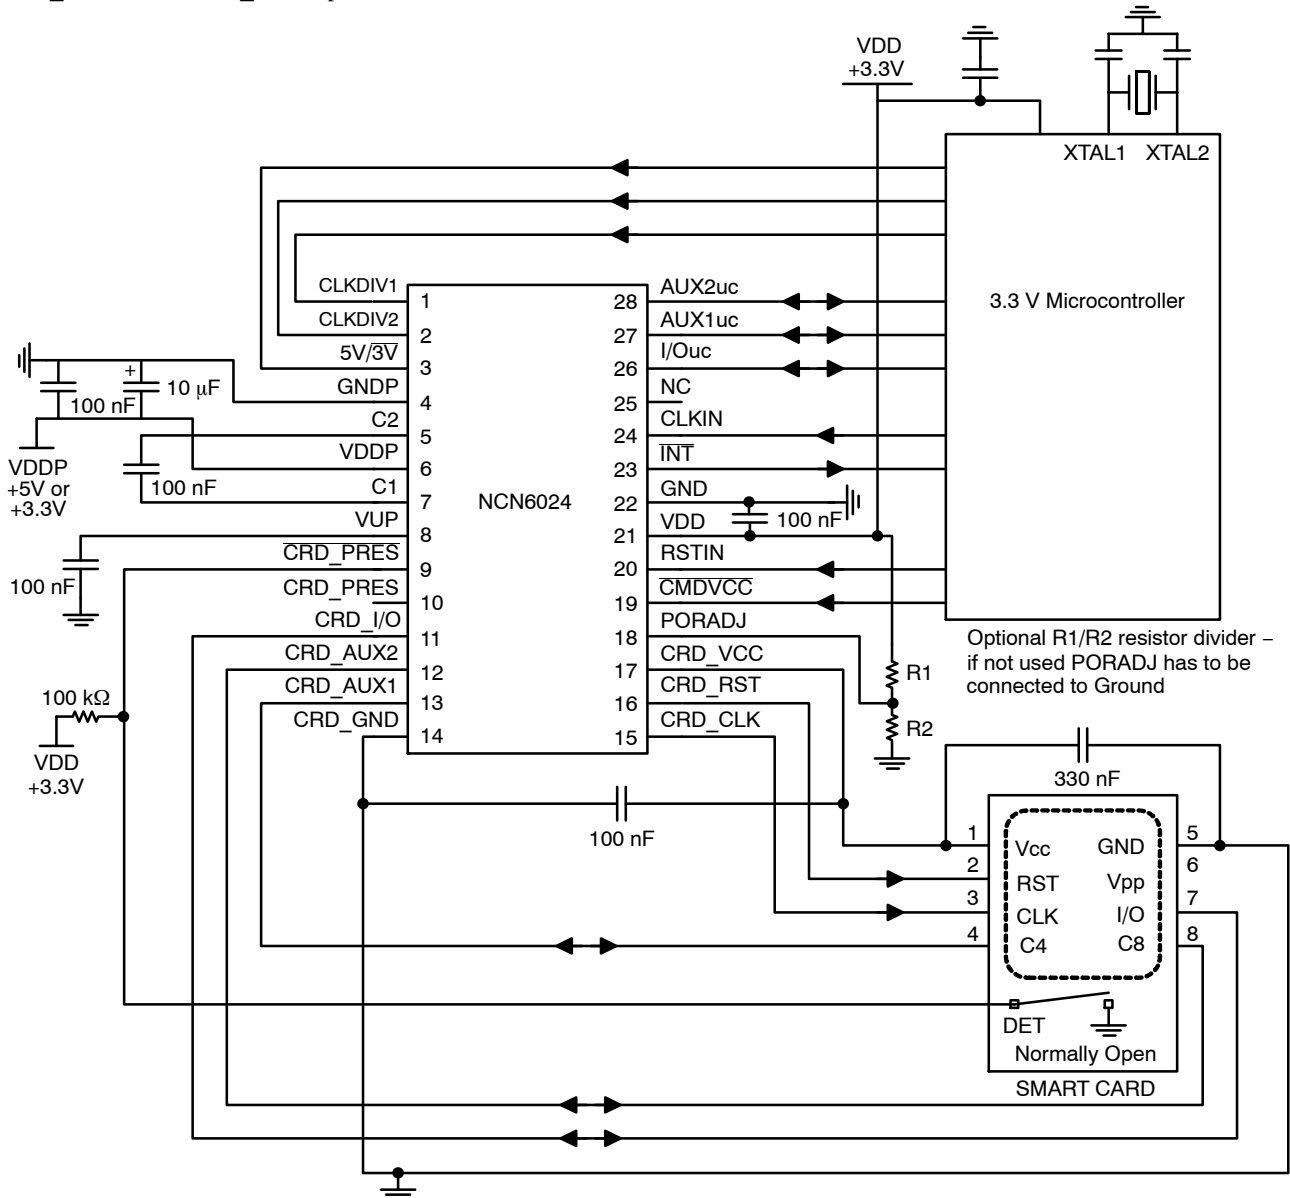 VDD
+3.3V
XTAL1 XTAL2
3.3 V Microcontroller
CLKDIV1
1
CLKDIV2
2
5V/3V
3
GNDP
4
C2
5
VDDP
6
C1
7
VUP
8
CRD_PRES
9
CRD_PRES
10
CRD_I/O
11
CRD_AUX2
12
CRD_AUX1
13
CRD_GND
14
NCN6024
AUX2uc
28
AUX1uc
27
I/Ouc
26
NC
25
CLKIN
24
INT
23
GND
22
VDD
21
RSTIN
20
CMDVCC
19
PORADJ
18
CRD_VCC
17
CRD_RST
16
CRD_CLK
15
+
10 μF
100 nF
VDDP
+5V or
+3.3V
100 nF
100 nF
100 kΩ
VDD
+3.3V
100 nF
R1
R2
Optional R1/R2 resistor divider –
if not used PORADJ has to be
connected to Ground
100 nF
330 nF
1
2
3
4
Vcc
RST
CLK
C4
GND
Vpp
I/O
C8
5
6
7
8
DET
Normally Open
SMART CARD